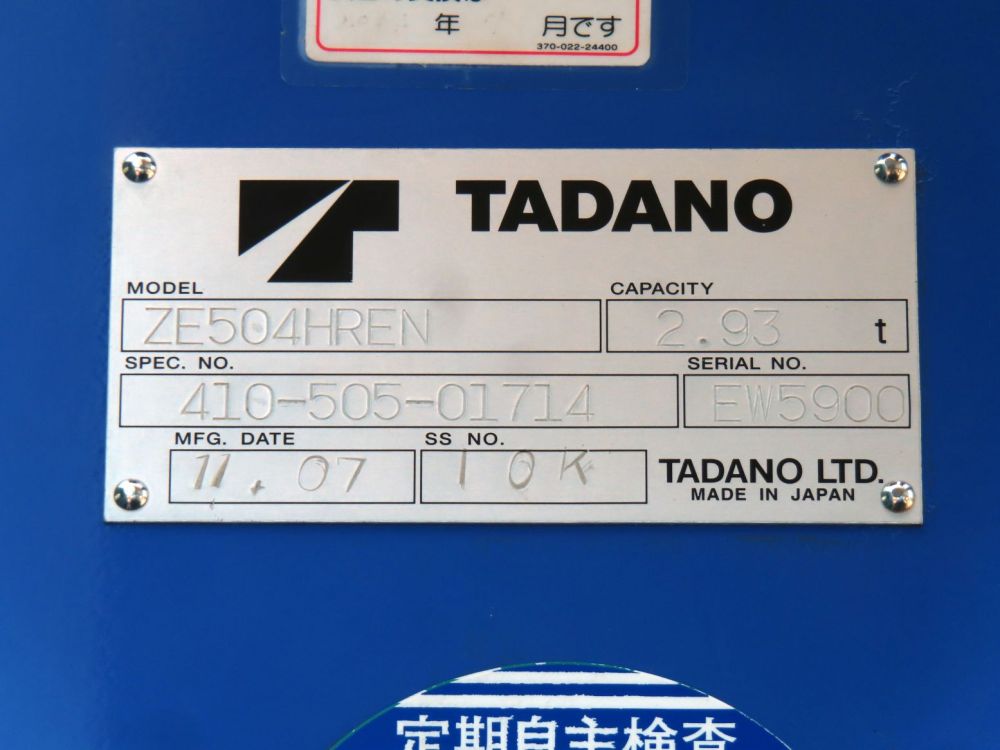 年 月です
370-022-24400
TADANO
MODEL CAPACITY
ZE504HREN 2.93 t
SPEC. NO. SERIAL NO.
410-505-01714 EW5900
MFG. DATE SS NO.
11.07 10K TADANO LTD.
MADE IN JAPAN
定期自主検査